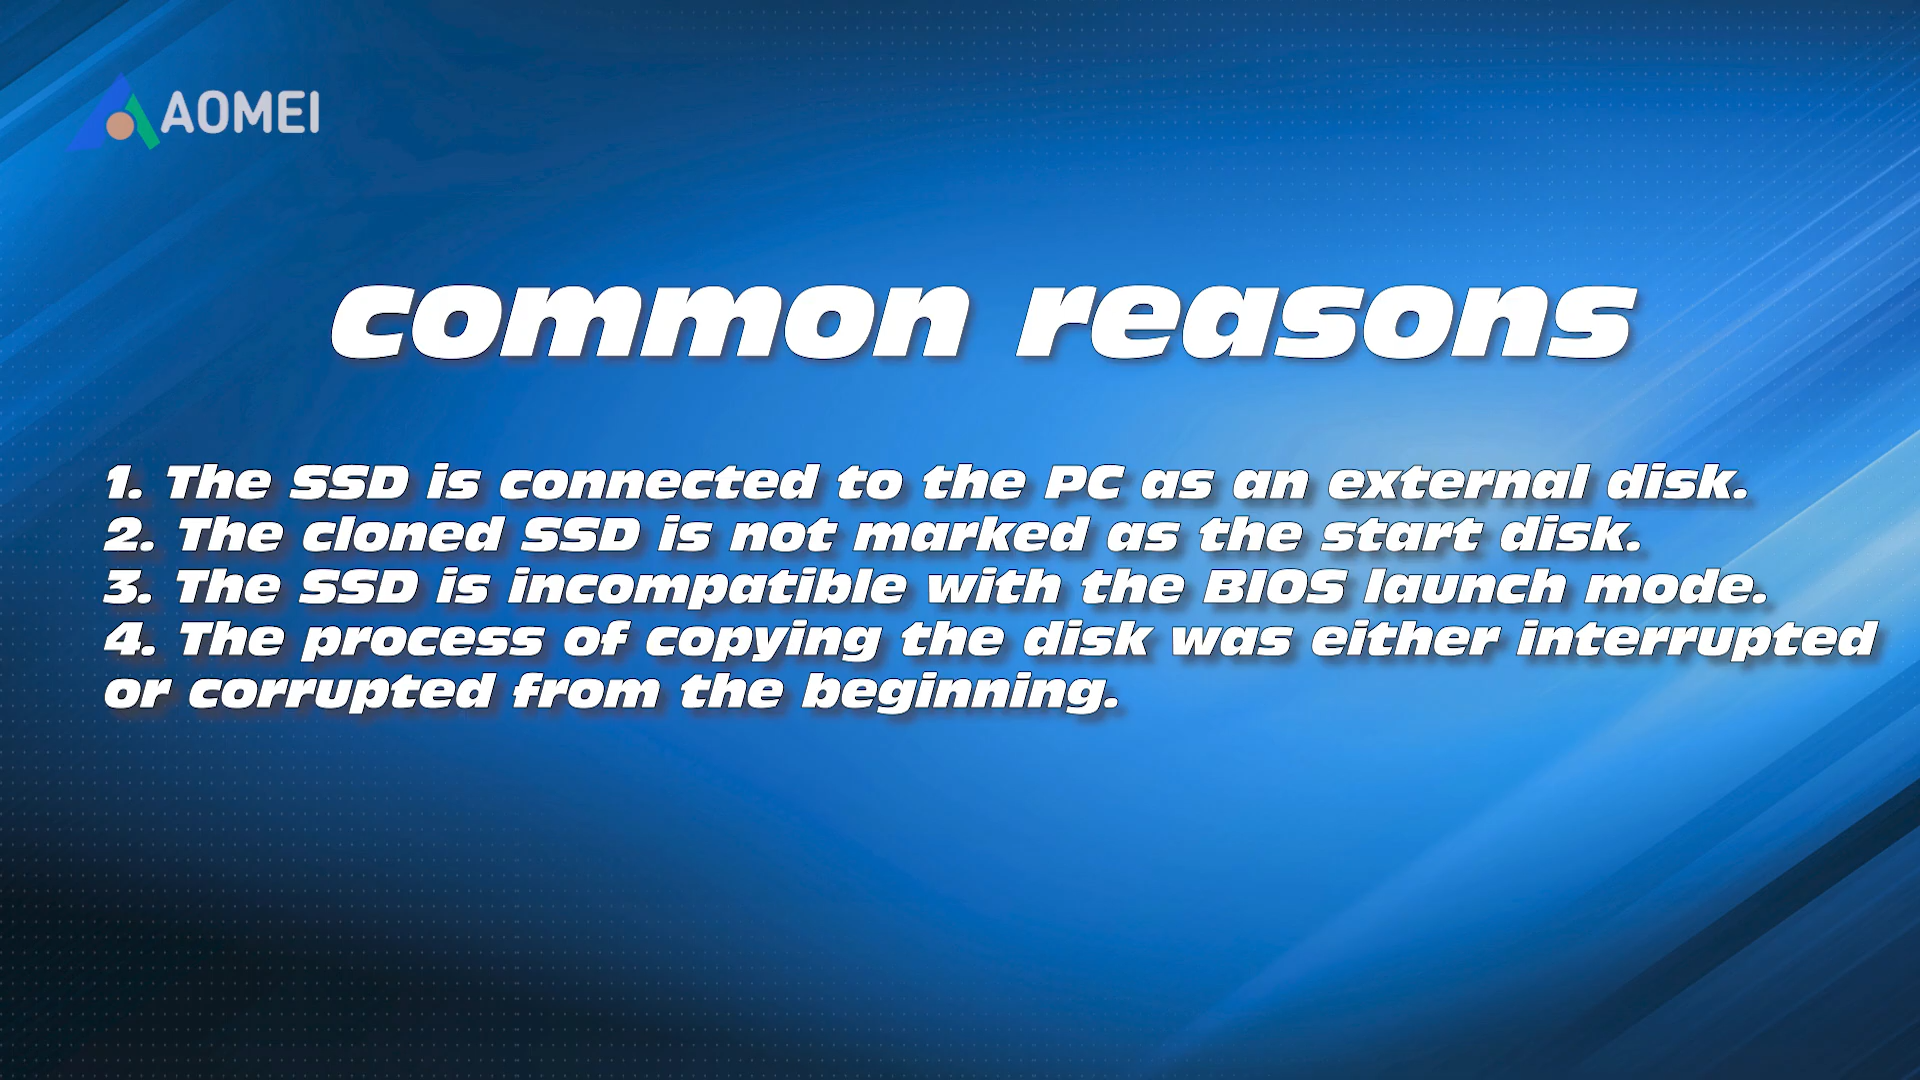 AOMEI
common reasons
1. The SSD is connected to the PC as an external disk.
2. The cloned SSD is not marked as the start disk.
3. The SSD is incompatible with the BIOS launch mode.
4. The process of copying the disk was either interrupted
or corrupted from the beginning.